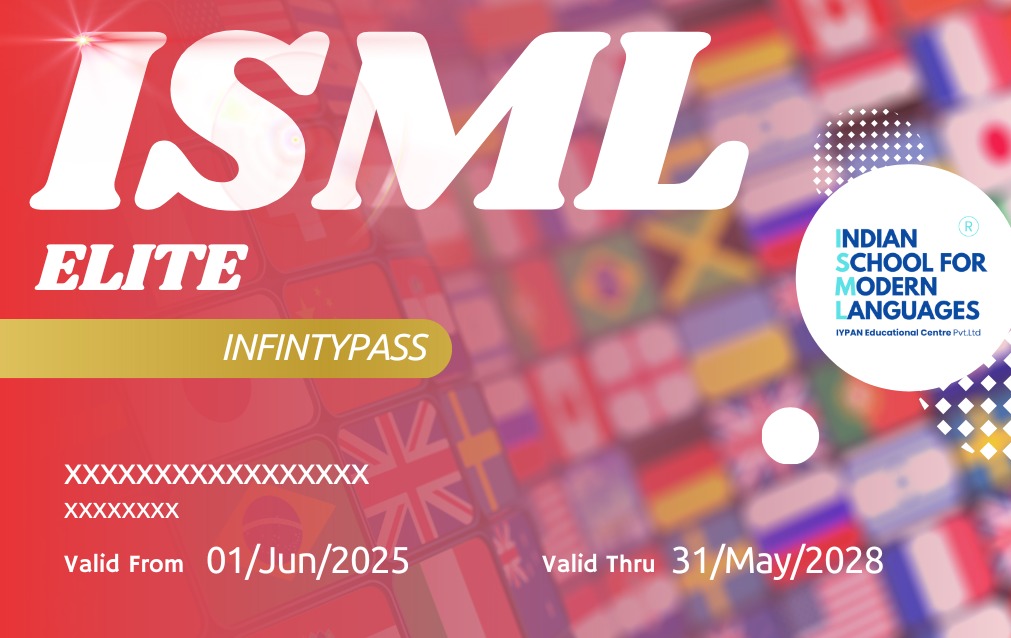 ISML
ELITE
INFINTYPASS
®
INDIAN
SCHOOL FOR
MODERN
LANGUAGES
IYPAN Educational Centre Pvt.Ltd
XXXXXXXXXXXXXXXXX
XXXXXXXX
Valid From 01/Jun/2025
Valid Thru 31/May/2028